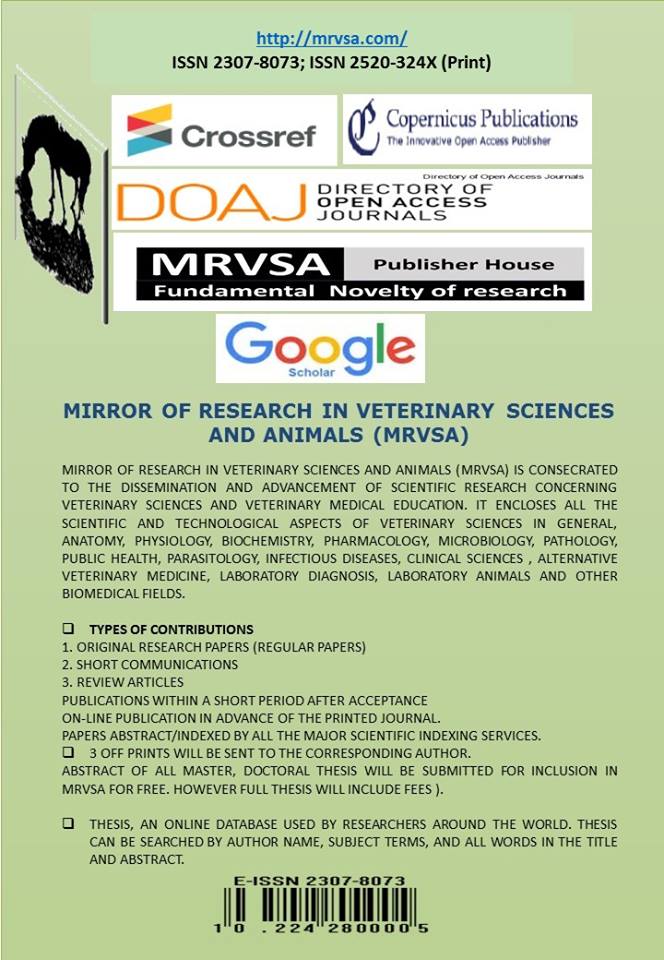 http://mrvsa.com/
ISSN 2307-8073; ISSN 2520-324X (Print)
Crossref
Copernicus Publications
The Innovative Open Access Publisher
Directory of Open Access Journals
DOAJ
DIRECTORY OF
OPEN ACCESS
JOURNALS
MRVSA Publisher House
Fundamental Novelty of research
Google
Scholar
MIRROR OF RESEARCH IN VETERINARY SCIENCES
AND ANIMALS (MRVSA)
MIRROR OF RESEARCH IN VETERINARY SCIENCES AND ANIMALS (MRVSA) IS CONSECRATED
TO THE DISSEMINATION AND ADVANCEMENT OF SCIENTIFIC RESEARCH CONCERNING
VETERINARY SCIENCES AND VETERINARY MEDICAL EDUCATION. IT ENCLOSES ALL THE
SCIENTIFIC AND TECHNOLOGICAL ASPECTS OF VETERINARY SCIENCES IN GENERAL,
ANATOMY, PHYSIOLOGY, BIOCHEMISTRY, PHARMACOLOGY, MICROBIOLOGY, PATHOLOGY,
PUBLIC HEALTH, PARASITOLOGY, INFECTIOUS DISEASES, CLINICAL SCIENCES , ALTERNATIVE
VETERINARY MEDICINE, LABORATORY DIAGNOSIS, LABORATORY ANIMALS AND OTHER
BIOMEDICAL FIELDS.
❑ TYPES OF CONTRIBUTIONS
1. ORIGINAL RESEARCH PAPERS (REGULAR PAPERS)
2. SHORT COMMUNICATIONS
3. REVIEW ARTICLES
PUBLICATIONS WITHIN A SHORT PERIOD AFTER ACCEPTANCE
ON-LINE PUBLICATION IN ADVANCE OF THE PRINTED JOURNAL.
PAPERS ABSTRACT/INDEXED BY ALL THE MAJOR SCIENTIFIC INDEXING SERVICES.
❑ 3 OFF PRINTS WILL BE SENT TO THE CORRESPONDING AUTHOR.
ABSTRACT OF ALL MASTER, DOCTORAL THESIS WILL BE SUBMITTED FOR INCLUSION IN
MRVSA FOR FREE. HOWEVER FULL THESIS WILL INCLUDE FEES ).
❑ THESIS, AN ONLINE DATABASE USED BY RESEARCHERS AROUND THE WORLD. THESIS
CAN BE SEARCHED BY AUTHOR NAME, SUBJECT TERMS, AND ALL WORDS IN THE TITLE
AND ABSTRACT.
E-ISSN 2307-8073
10.2242800005